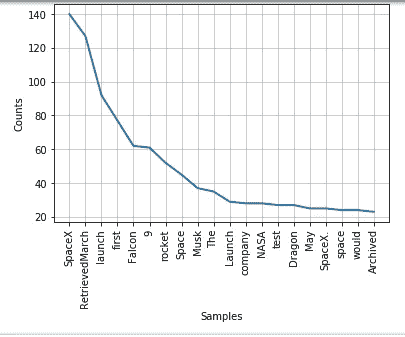 140
120
100
80
60
40
20
Counts
SpaceX
RetrievedMarch
launch
first
Falcon
9
rocket
Space
Musk
The
Launch
company
NASA
test
Dragon
May
SpaceX.
space
would
Archived
Samples